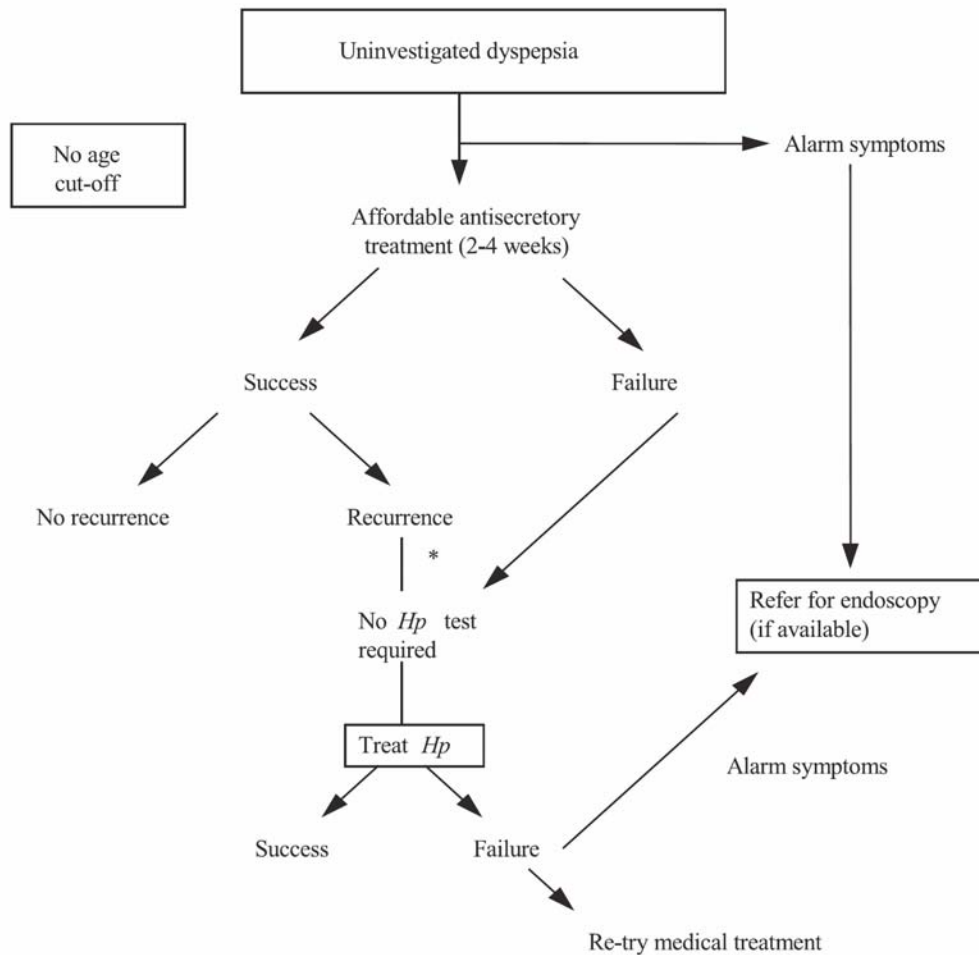 Uninvestigated dyspepsia
No age
cut-off
Alarm symptoms
Affordable antisecretory
treatment (2-4 weeks)
Success
Failure
No recurrence
Recurrence
*
No Hp test
required
Refer for endoscopy
(if available)
Treat Hp
Alarm symptoms
Success
Failure
Re-try medical treatment